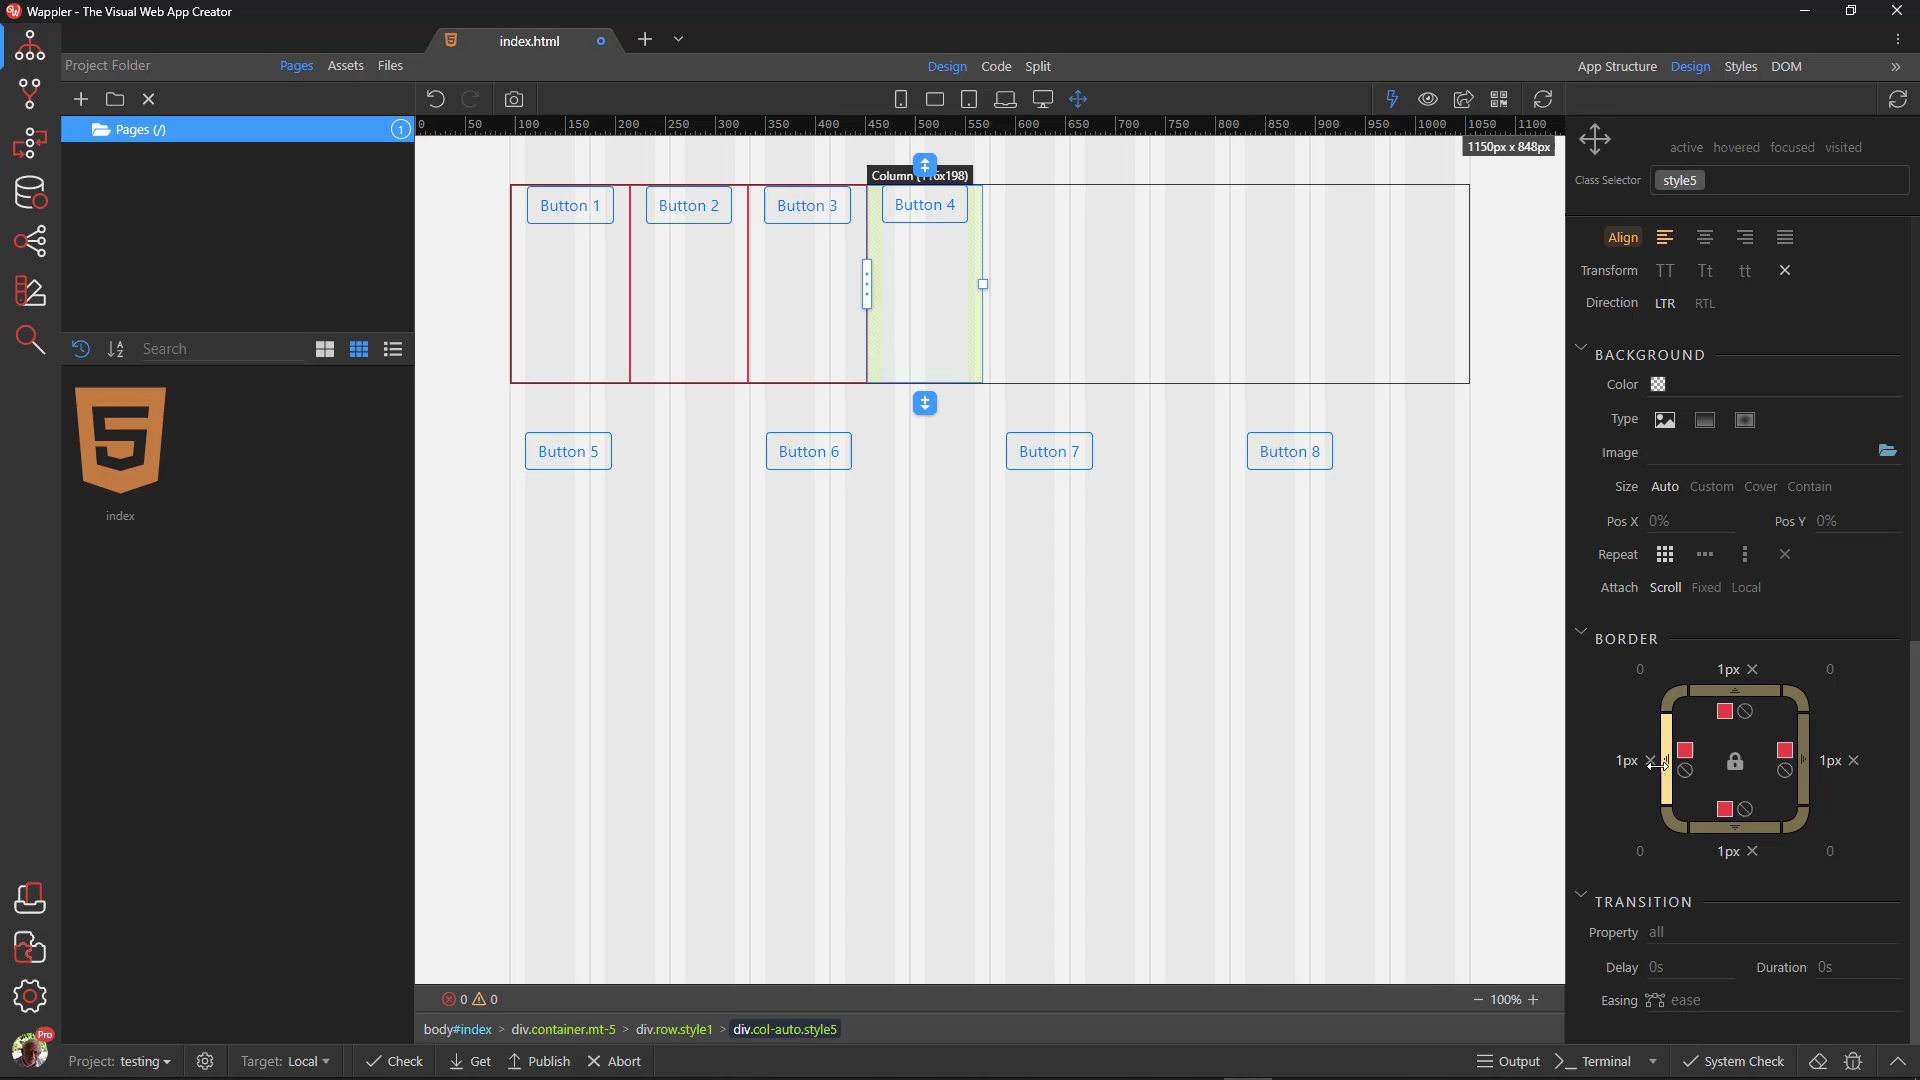 Wappler - The Visual Web App Creator
index.html
Project Folder
Pages Assets Files
Design Code Split
App Structure Design Styles DOM
Pages (/)
1
0 50 100 150 200 250 300 350 400 450 500 550 600 650 700 750 800 850 900 950 1000 1050 1100
1150px x 848px
active hovered focused visited
Class Selector style5
Button 1
Button 2
Button 3
Button 4
Align
Transform TT Tt tt
Direction LTR RTL
Search
index
BACKGROUND
Color
Type
Image
Size Auto Custom Cover Contain
Pos X 0% Pos Y 0%
Repeat
Attach Scroll Fixed Local
Button 5
Button 6
Button 7
Button 8
BORDER
0 1px 0
1px 1px
0 1px 0
TRANSITION
Property all
Delay 0s Duration 0s
Easing ease
0 0
100%
body#index > div.container.mt-5 > div.row.style1 > div.col-auto.style5
Pro
Project: testing
Target: Local
Check
Get
Publish
Abort
Output
Terminal
System Check